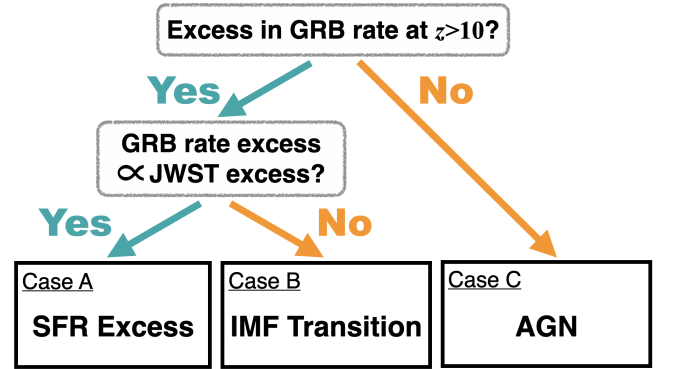 Excess in GRB rate at z>10?
Yes
No
GRB rate excess
∝ JWST excess?
Yes
No
Case A
SFR Excess
Case B
IMF Transition
Case C
AGN